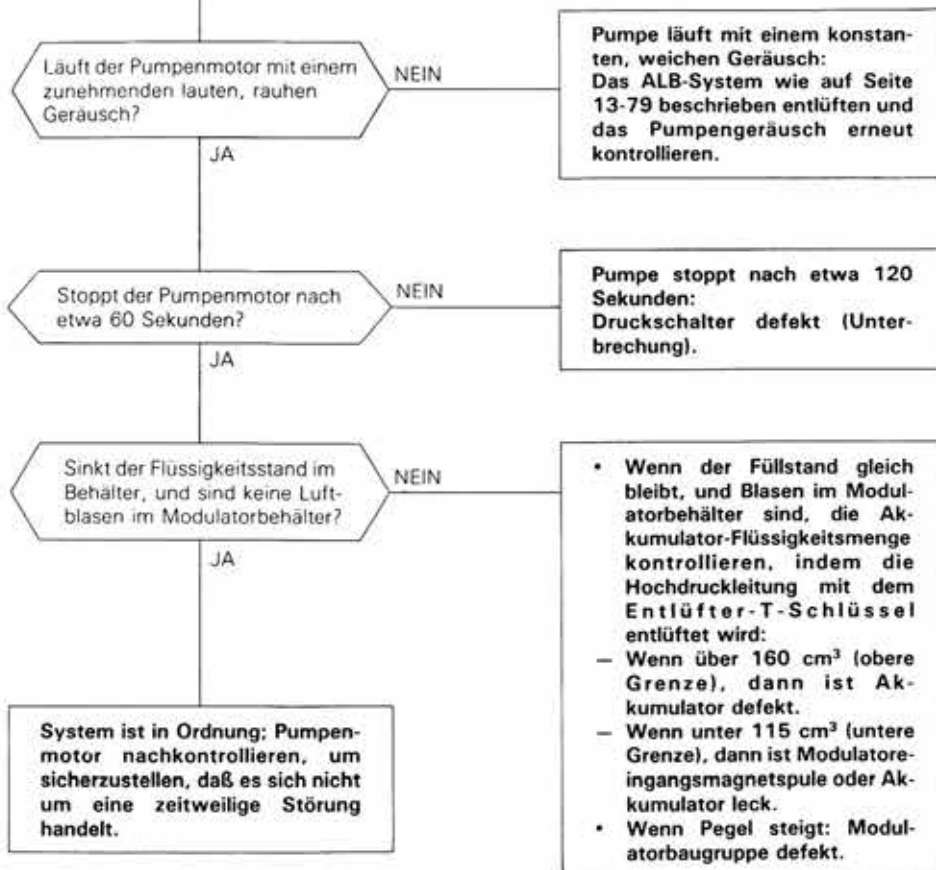 Läuft der Pumpenmotor mit einem
zunehmenden lauten, rauhen
Geräusch?
NEIN
Pumpe läuft mit einem konstan-
ten, weichen Geräusch:
Das ALB-System wie auf Seite
13-79 beschrieben entlüften und
das Pumpengeräusch erneut
kontrollieren.
JA
Stoppt der Pumpenmotor nach
etwa 60 Sekunden?
NEIN
Pumpe stoppt nach etwa 120
Sekunden:
Druckschalter defekt (Unter-
brechung).
JA
Sinkt der Flüssigkeitsstand im
Behälter, und sind keine Luft-
blasen im Modulatorbehälter?
NEIN
• Wenn der Füllstand gleich
bleibt, und Blasen im Modul-
atorbehälter sind, die Ak-
kumulator-Flüssigkeitsmenge
kontrollieren, indem die
Hochdruckleitung mit dem
Entlüfter-T-Schlüssel
entlüftet wird:
— Wenn über 160 cm³ (obere
Grenze), dann ist Ak-
kumulator defekt.
— Wenn unter 115 cm³ (untere
Grenze), dann ist Modulatore-
ingangsmagnetspule oder Ak-
kumulator leck.
• Wenn Pegel steigt: Modul-
atorbaugruppe defekt.
JA
System ist in Ordnung: Pumpen-
motor nachkontrollieren, um
sicherzustellen, daß es sich nicht
um eine zeitweilige Störung
handelt.